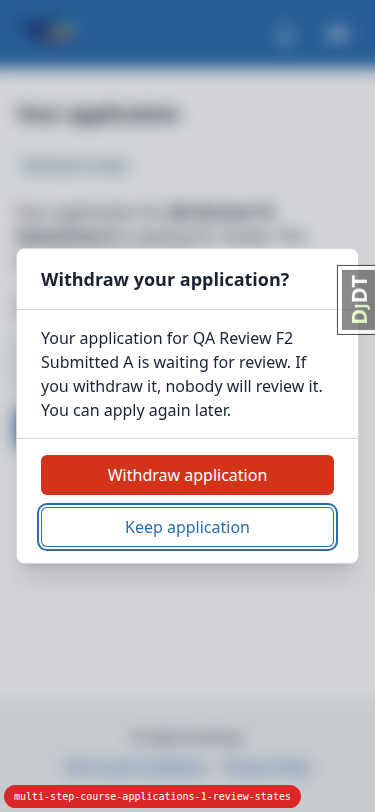 Your application
Withdraw your application?
Your application for QA Review F2
Submitted A is waiting for review. If
you withdraw it, nobody will review it.
You can apply again later.
Withdraw application
Keep application
DJDT
multi-step-course-applications-1-review-states